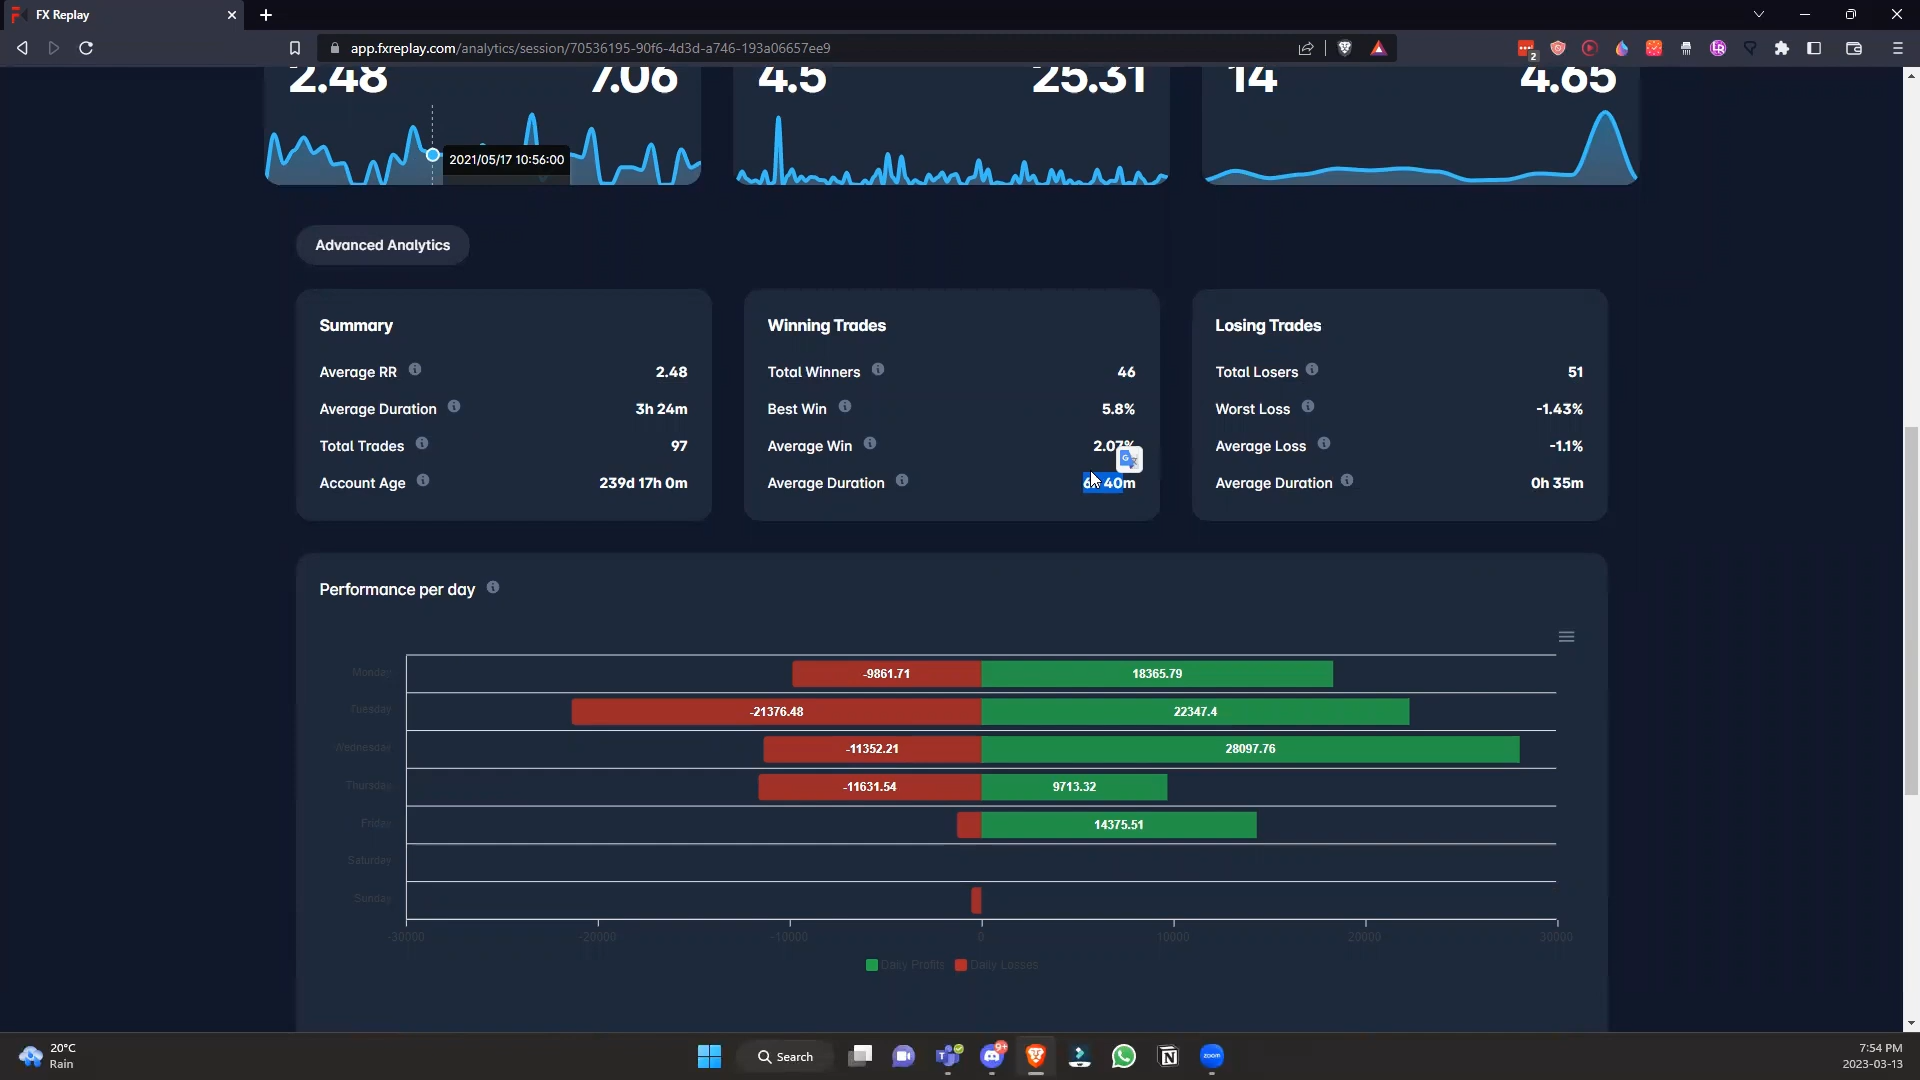 FX Replay
app.fxreplay.com/analytics/session/70536195-90f6-4d3d-a746-193a06657ee9
2
2.48 7.06 4.5 25.31 14 4.65
2021/05/17 10:56:00
Advanced Analytics
Summary
Average RR 2.48
Average Duration 3h 24m
Total Trades 97
Account Age 239d 17h 0m
Winning Trades
Total Winners 46
Best Win 5.8%
Average Win 2.07%
Average Duration 40m
Losing Trades
Total Losers 51
Worst Loss -1.43%
Average Loss -1.1%
Average Duration 0h 35m
Performance per day
Monday -9861.71 18365.79
Tuesday -21376.48 22347.4
Wednesday -11352.21 28097.76
Thursday -11631.54 9713.32
Friday 14375.51
Saturday
Sunday
-30000 -20000 -10000 0 10000 20000 30000
Daily Profits Daily Losses
20°C
Rain
Search
9+
zoom
7:54 PM
2023-03-13